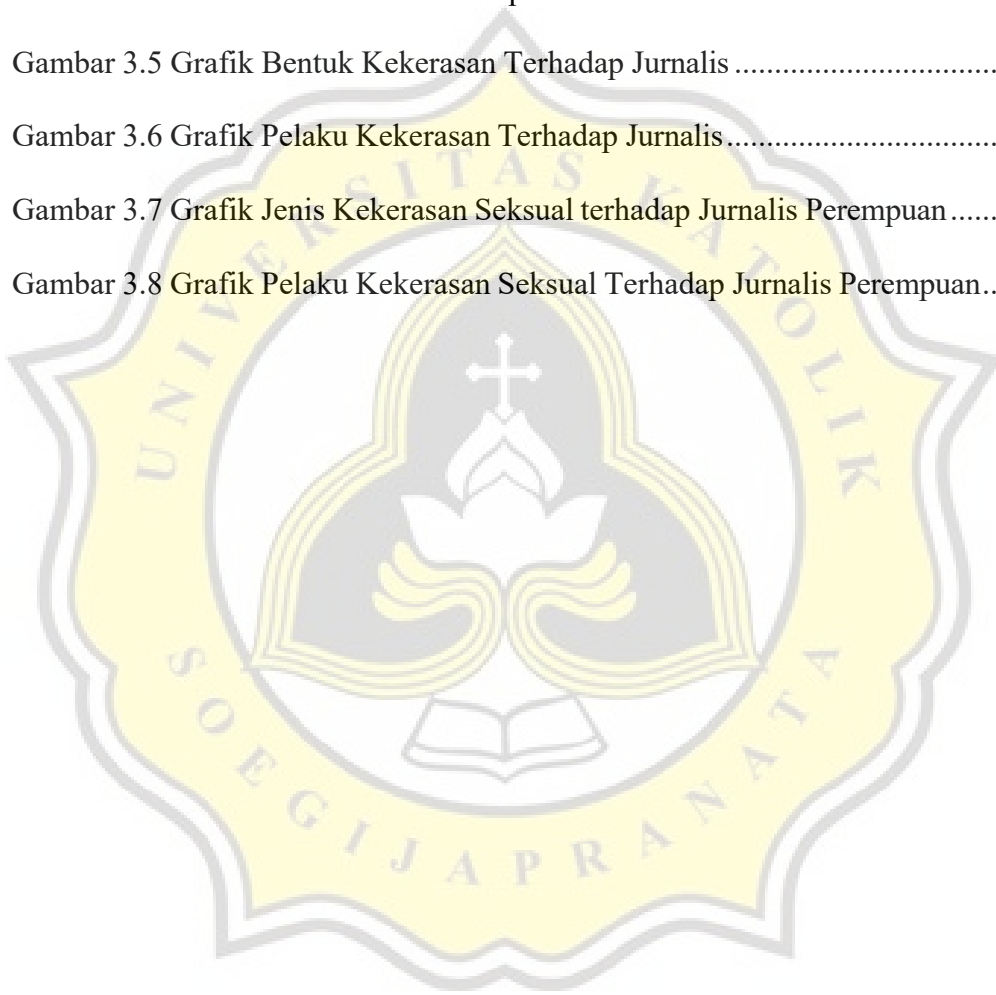 Gambar 3.5 Grafik Bentuk Kekerasan Terhadap Jurnalis .................................
Gambar 3.6 Grafik Pelaku Kekerasan Terhadap Jurnalis..................................
Gambar 3.7 Grafik Jenis Kekerasan Seksual terhadap Jurnalis Perempuan ......
Gambar 3.8 Grafik Pelaku Kekerasan Seksual Terhadap Jurnalis Perempuan..
UNIVERSITAS KATOLIK
SOEGIJAPRANATA